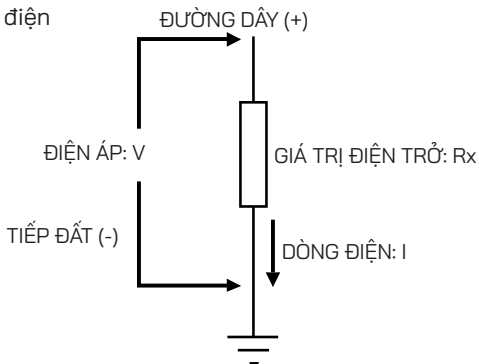 điện
ĐƯỜNG DÂY (+)
ĐIỆN ÁP: V
GIÁ TRỊ ĐIỆN TRỞ: Rx
TIẾP ĐẤT (-)
DÒNG ĐIỆN: I